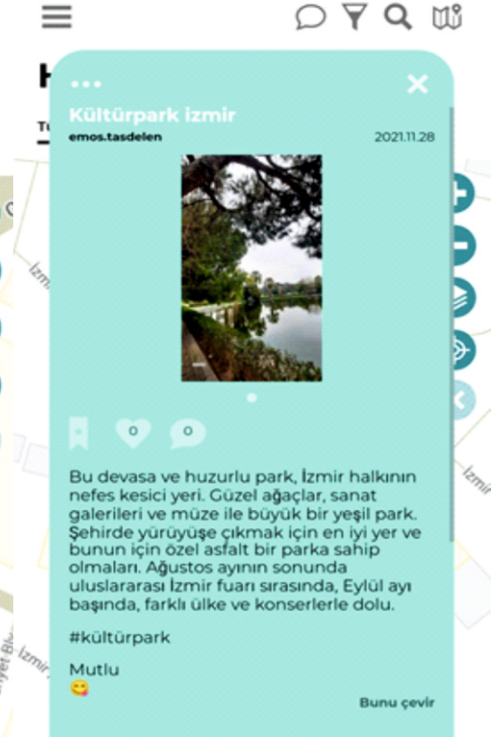 Kültürpark izmir
emos.tasdelen
2021.11.28
0
0
Bu devasa ve huzurlu park, İzmir halkının
nefes kesici yeri. Güzel ağaçlar, sanat
galerileri ve müze ile büyük bir yeşil park.
Şehirde yürüyüşe çıkmak için en iyi yer ve
bunun için özel asfalt bir parka sahip
olmaları. Ağustos ayının sonunda
uluslararası İzmir fuarı sırasında, Eylül ayı
başında, farklı ülke ve konserlerle dolu.
#kültürpark
Mutlu
😋
Bunu çevir